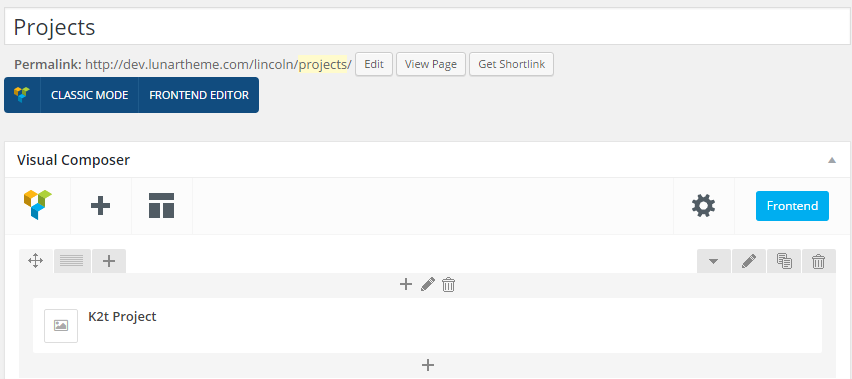 Projects
Permalink: http://dev.lunartheme.com/lincoln/projects/ Edit View Page Get Shortlink
CLASSIC MODE FRONTEND EDITOR
Visual Composer
Frontend
K2t Project